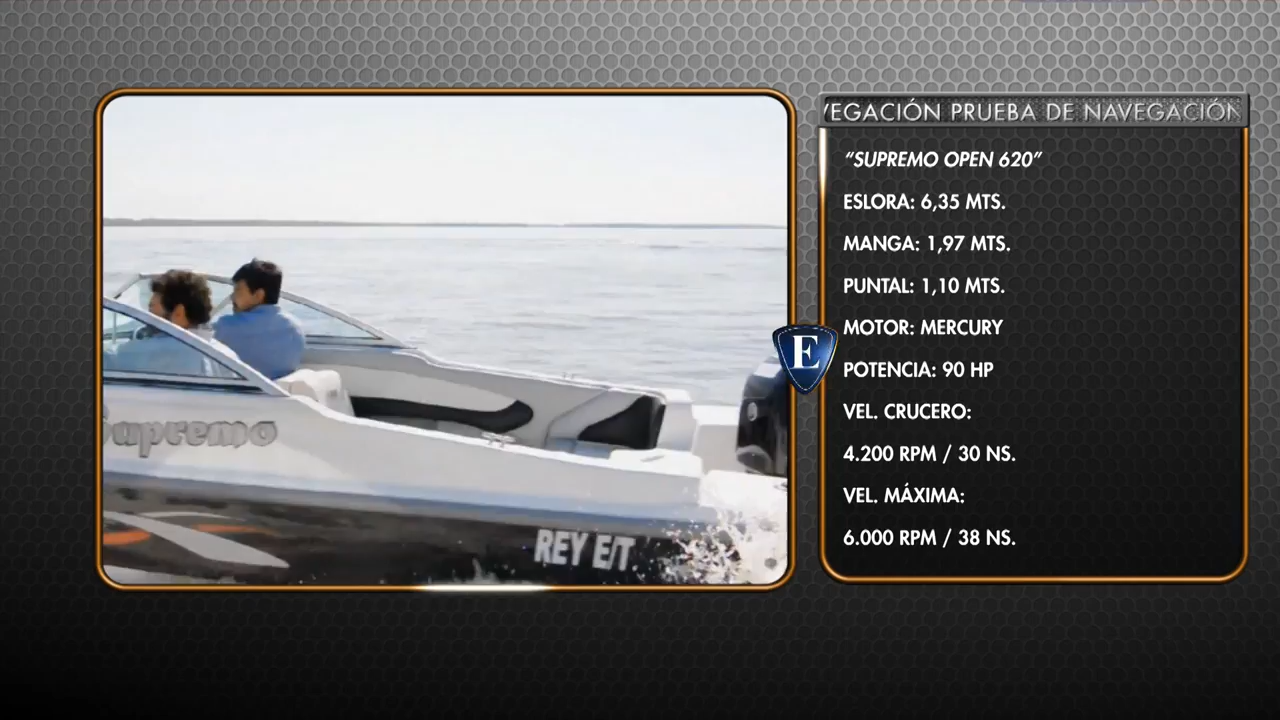 VEGACIÓN PRUEBA DE NAVEGACIÓN
“SUPREMO OPEN 620”
ESLORA: 6,35 MTS.
MANGA: 1,97 MTS.
PUNTAL: 1,10 MTS.
MOTOR: MERCURY
POTENCIA: 90 HP
VEL. CRUCERO:
4.200 RPM / 30 NS.
VEL. MÁXIMA:
6.000 RPM / 38 NS.
E
Supremo
REY E/T